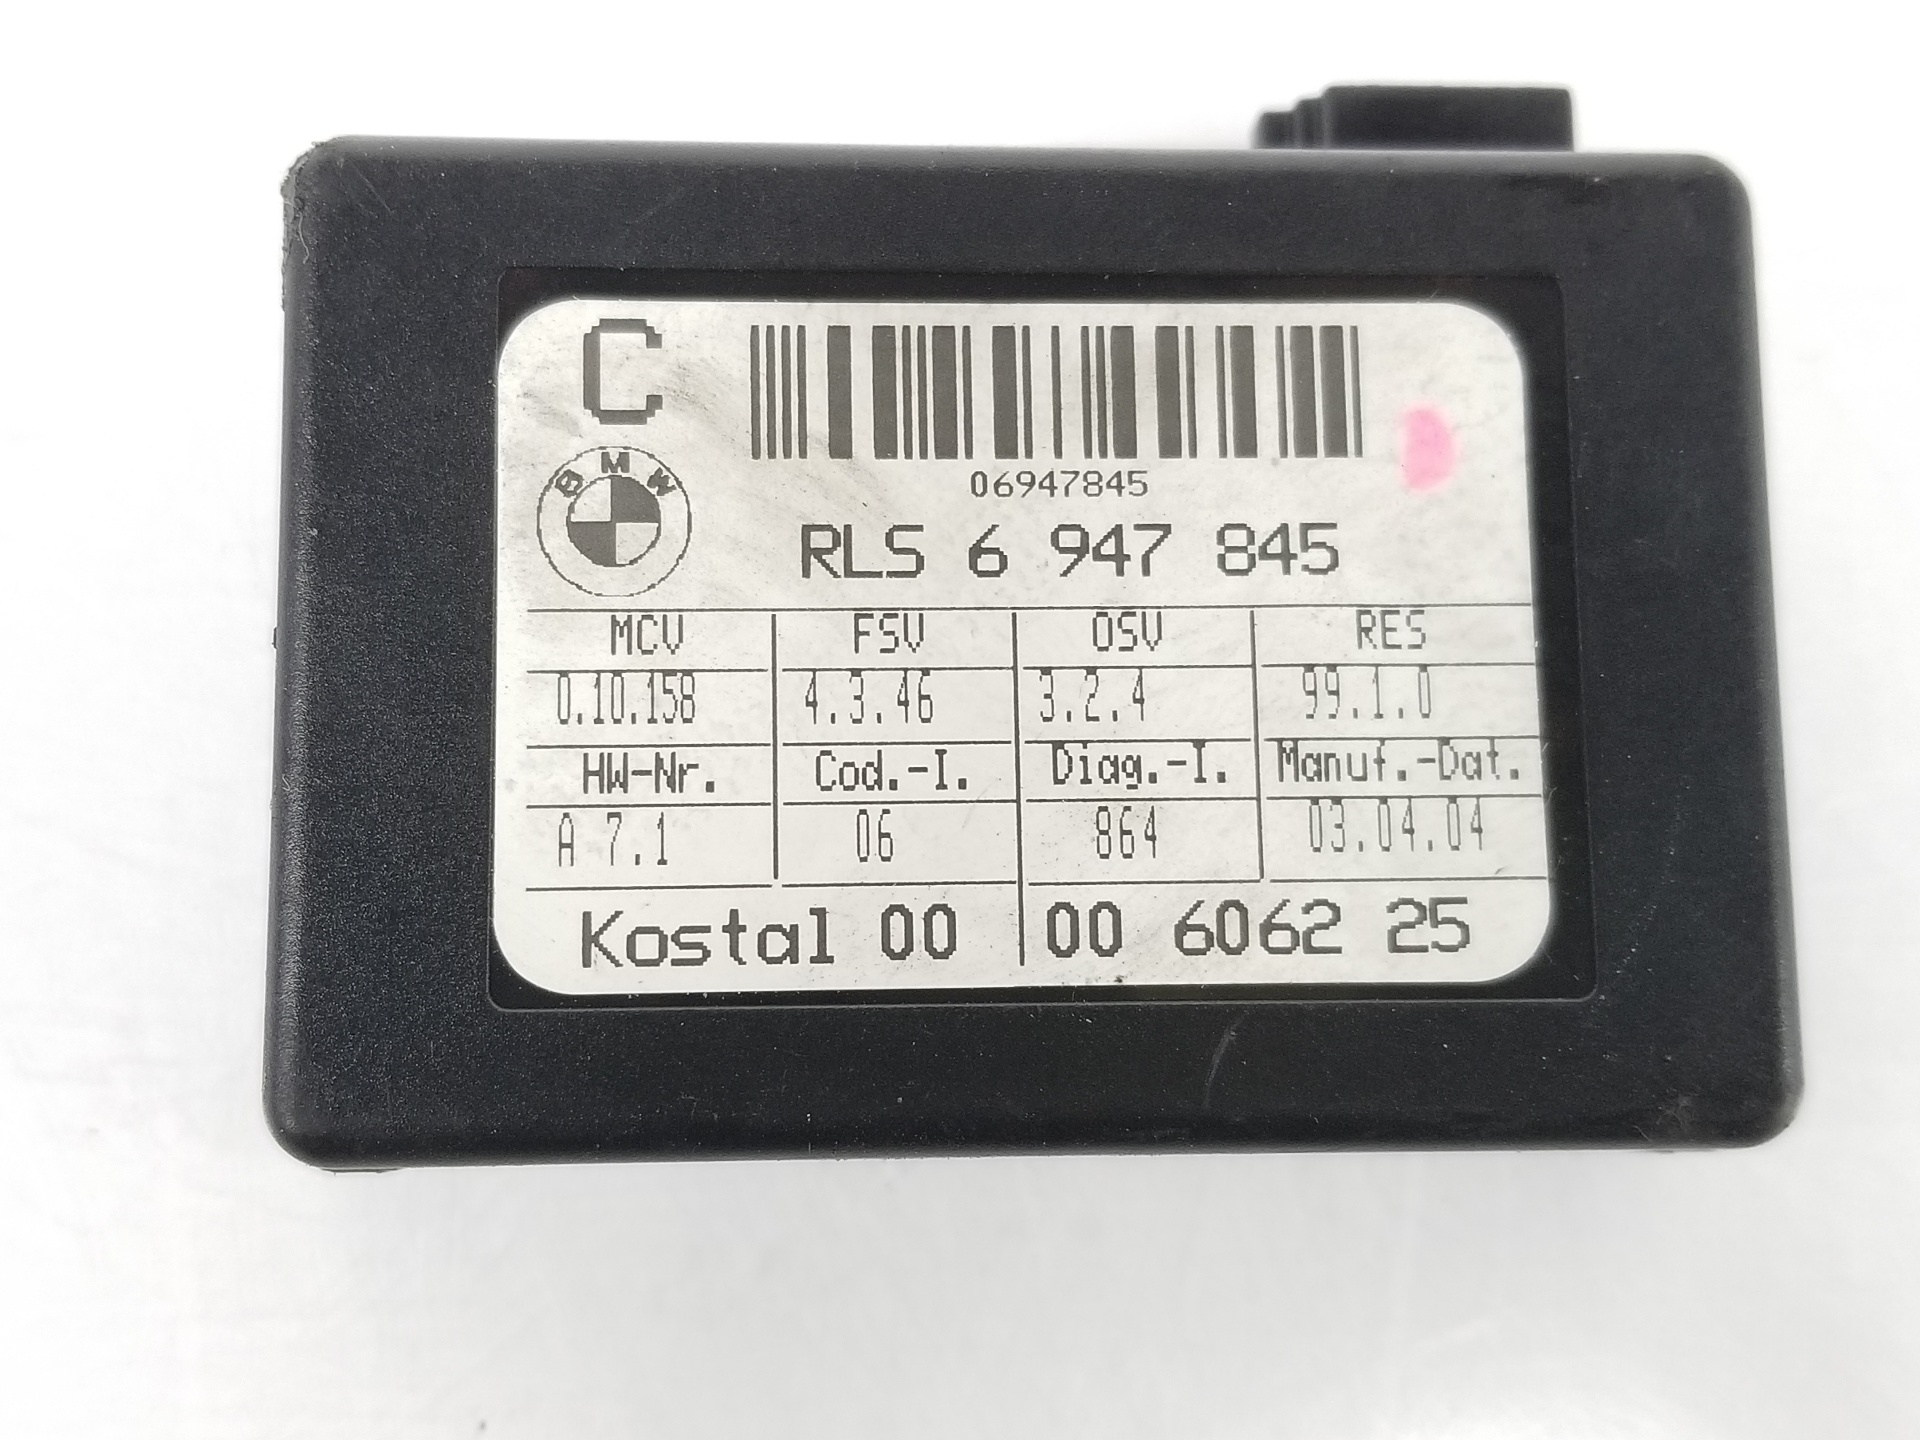 C
BMW
06947845
RLS 6 947 845
MCV FSV OSV RES
0.10.158 4.3.46 3.2.4 99.1.0
HW-Nr. Cod.-I. Diag.-I. Manuf.-Dat.
A 7.1 06 864 03.04.04
Kostal 00 00 6062 25